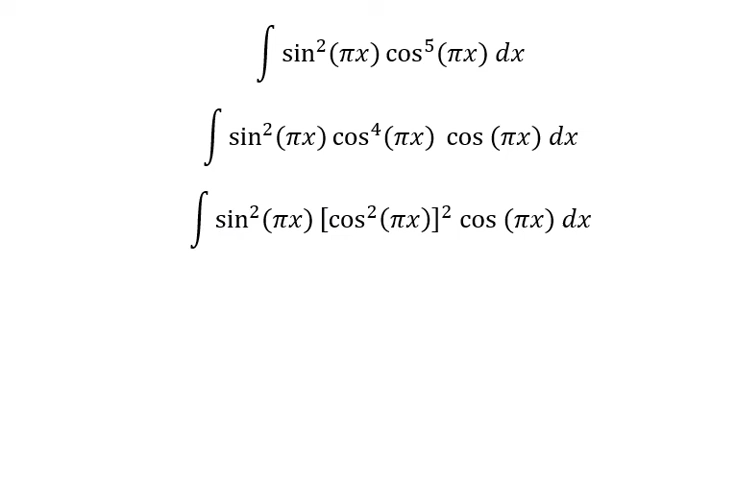 ∫ sin²(πx) cos⁵(πx) dx
∫ sin²(πx) cos⁴(πx) cos (πx) dx
∫ sin²(πx) [cos²(πx)]² cos (πx) dx